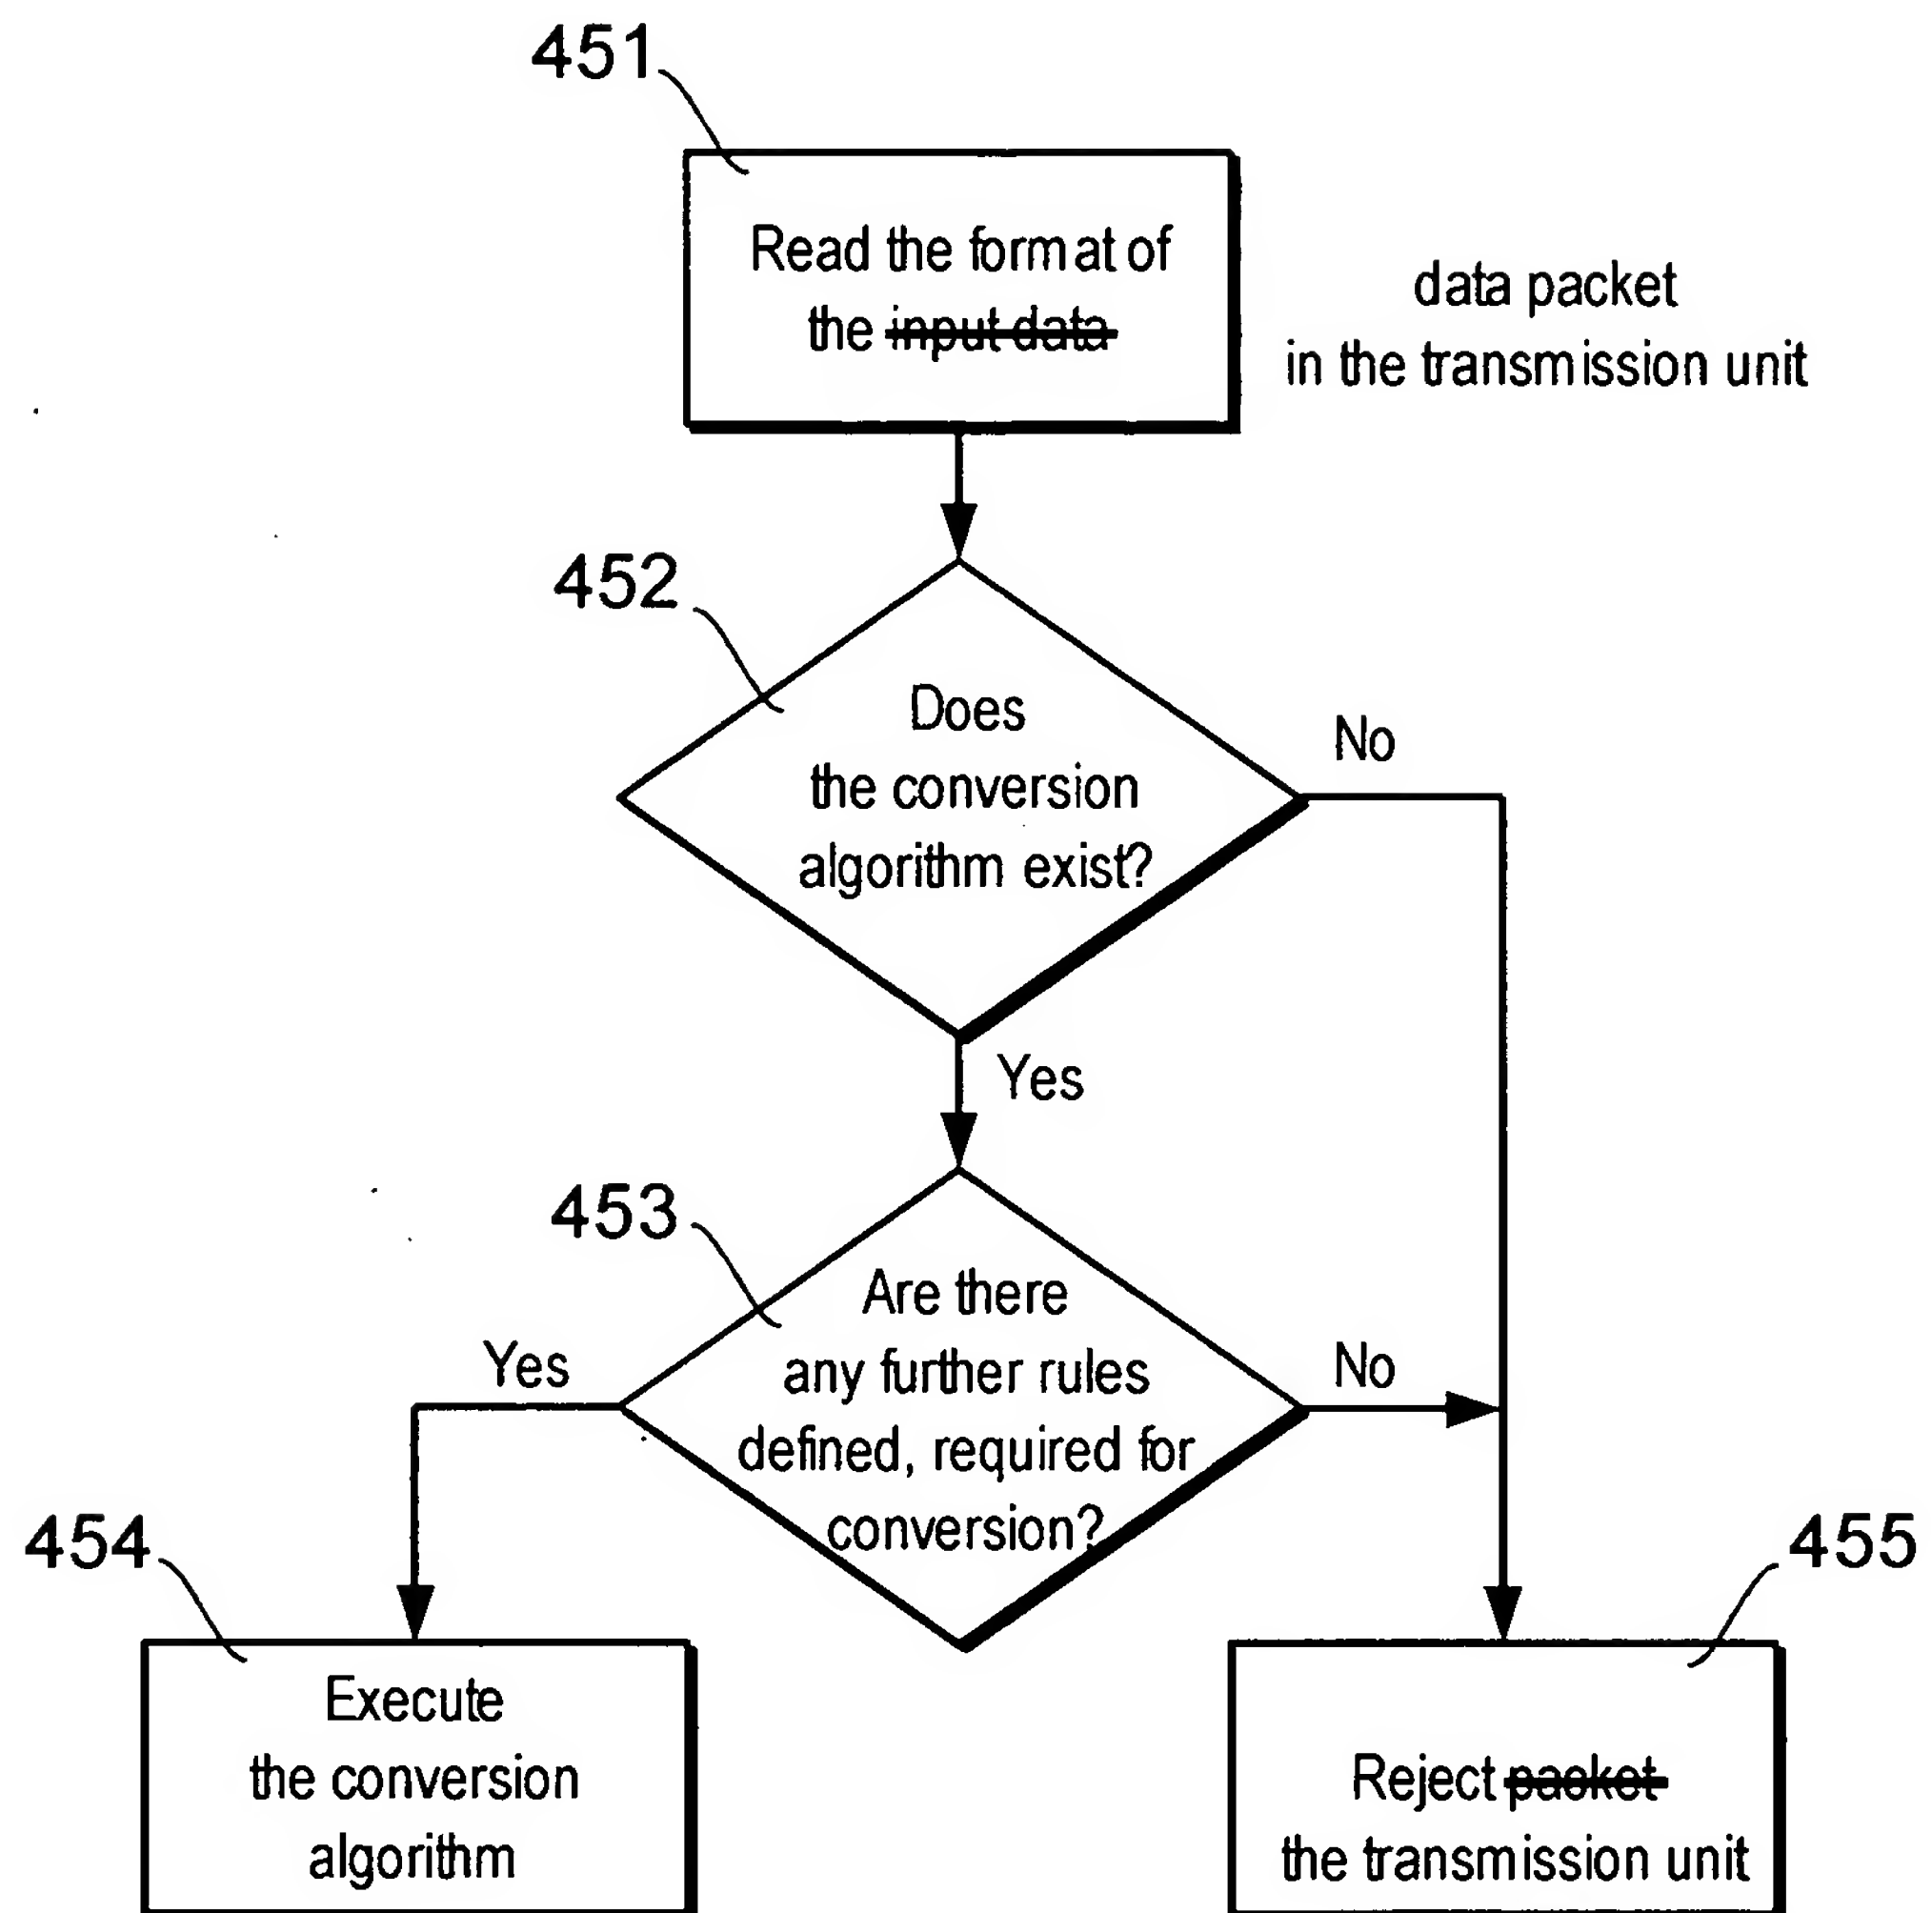 451
Read the format of
the input data
data packet
in the transmission unit
452
Does
the conversion
algorithm exist?
No
Yes
453
Are there
any further rules
defined, required for
conversion?
Yes
No
454
Execute
the conversion
algorithm
455
Reject packet
the transmission unit